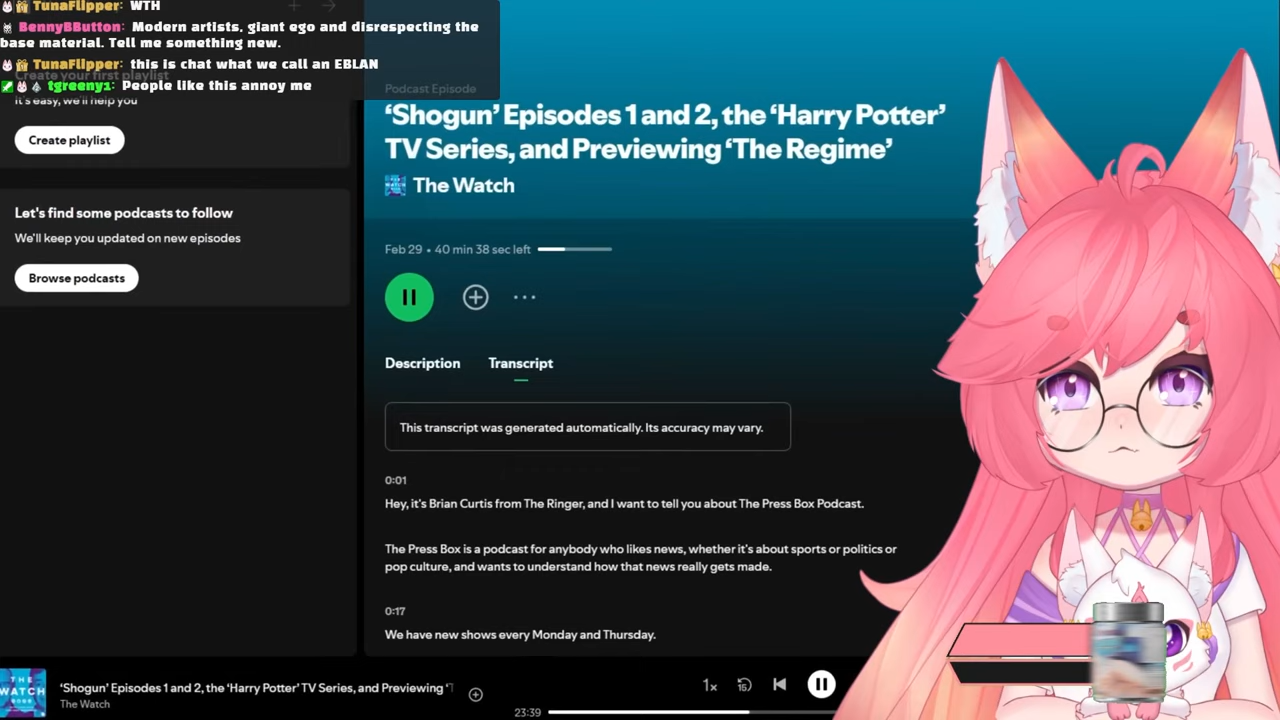 TunaFlipper: WTH
BennyBButton: Modern artists, giant ego and disrespecting the
base material. Tell me something new.
TunaFlipper: this is chat what we call an EBLAN
Create your first playlist
tgreeny1: People like this annoy me
It's easy, we'll help you
Create playlist
Let's find some podcasts to follow
We'll keep you updated on new episodes
Browse podcasts
Podcast Episode
‘Shogun’ Episodes 1 and 2, the ‘Harry Potter’
TV Series, and Previewing ‘The Regime’
The Watch
Feb 29 • 40 min 38 sec left
Description
Transcript
This transcript was generated automatically. Its accuracy may vary.
0:01
Hey, it's Brian Curtis from The Ringer, and I want to tell you about The Press Box Podcast.
The Press Box is a podcast for anybody who likes news, whether it's about sports or politics or
pop culture, and wants to understand how that news really gets made.
0:17
We have new shows every Monday and Thursday.
THE
WATCH
‘Shogun’ Episodes 1 and 2, the ‘Harry Potter’ TV Series, and Previewing ‘T
The Watch
1x
15
23:39